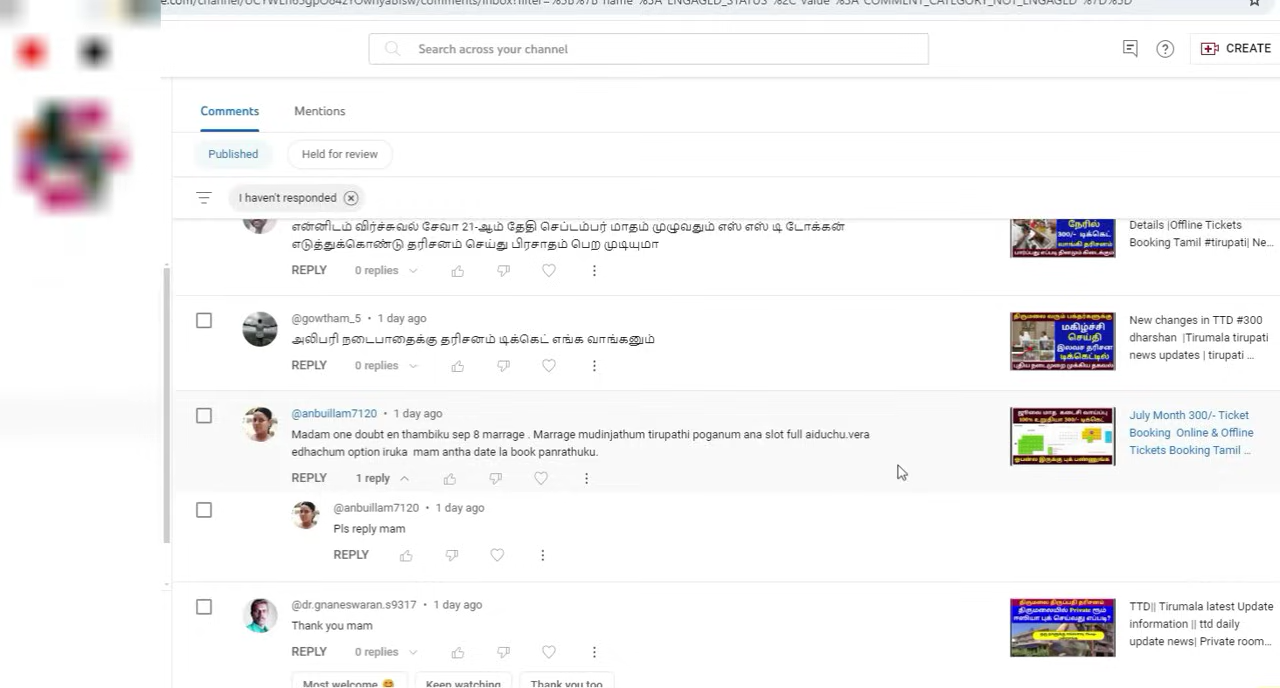 Search across your channel
CREATE
Comments
Mentions
Published
Held for review
I haven't responded
என்னிடம் விர்ச்சுவல் சேவா 21-ஆம் தேதி செப்டம்பர் மாதம் முழுவதும் எஸ் எஸ் டி டோக்கன்
எடுத்துக்கொண்டு தரிசனம் செய்து பிரசாதம் பெற முடியுமா
REPLY 0 replies
Details |Offline Tickets
Booking Tamil #tirupati| Ne...
@gowtham_5 • 1 day ago
அலிபரி நடைபாதைக்கு தரிசனம் டிக்கெட் எங்க வாங்கனும்
REPLY 0 replies
New changes in TTD #300
dharshan |Tirumala tirupati
news updates | tirupati ...
@anbuillam7120 • 1 day ago
Madam one doubt en thambiku sep 8 marrage . Marrage mudinjathum tirupathi poganum ana slot full aiduchu.vera
edhachum option iruka mam antha date la book panrathuku.
REPLY 1 reply
July Month 300/- Ticket
Booking Online & Offline
Tickets Booking Tamil ...
@anbuillam7120 • 1 day ago
Pls reply mam
REPLY
@dr.gnaneswaran.s9317 • 1 day ago
Thank you mam
REPLY 0 replies
TTD|| Tirumala latest Update
information || ttd daily
update news| Private room...
Most welcome
Keep watching
Thank you too